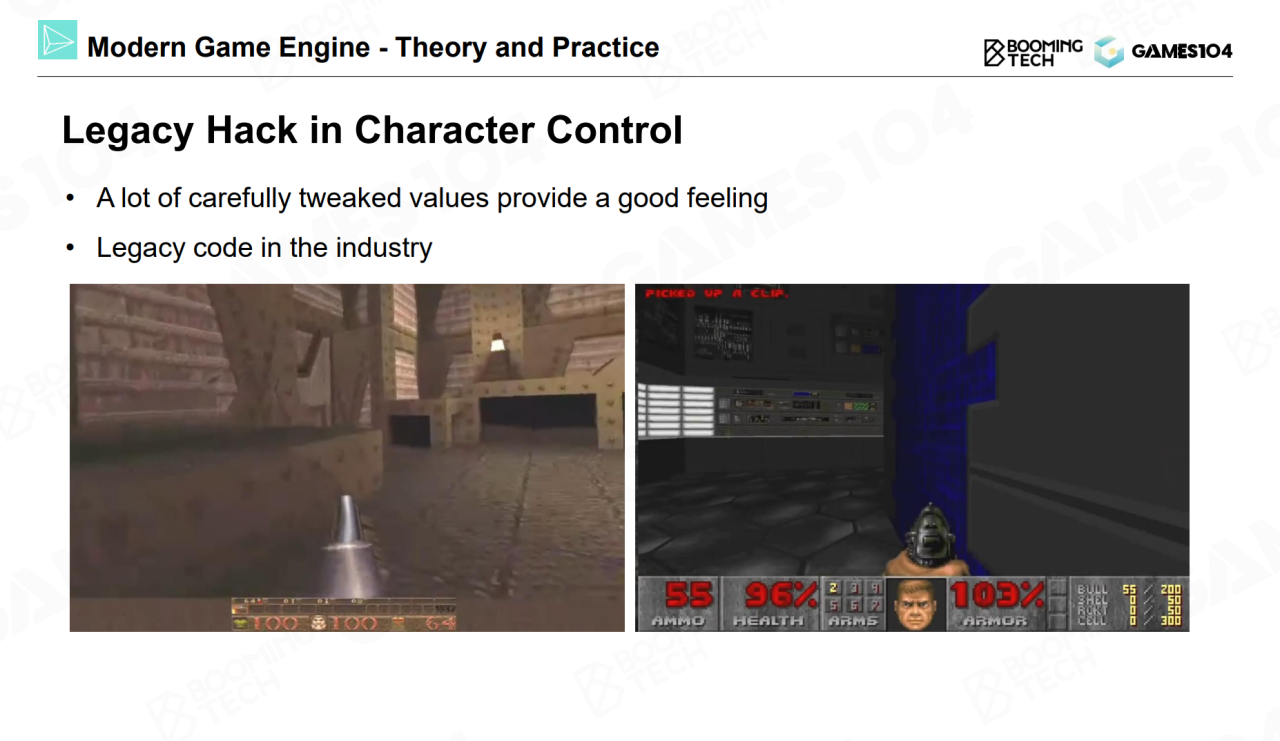 Modern Game Engine - Theory and Practice
BOOMING
TECH
GAMES104
Legacy Hack in Character Control
• A lot of carefully tweaked values provide a good feeling
• Legacy code in the industry
PICKED UP A CLIP.
100 100 64
55 96% 2 3 4 103% BULL 55 / 200
5 6 7 SHEL 0 / 50
RCKT 0 / 50
AMMO HEALTH ARMS ARMOR CELL 0 / 300